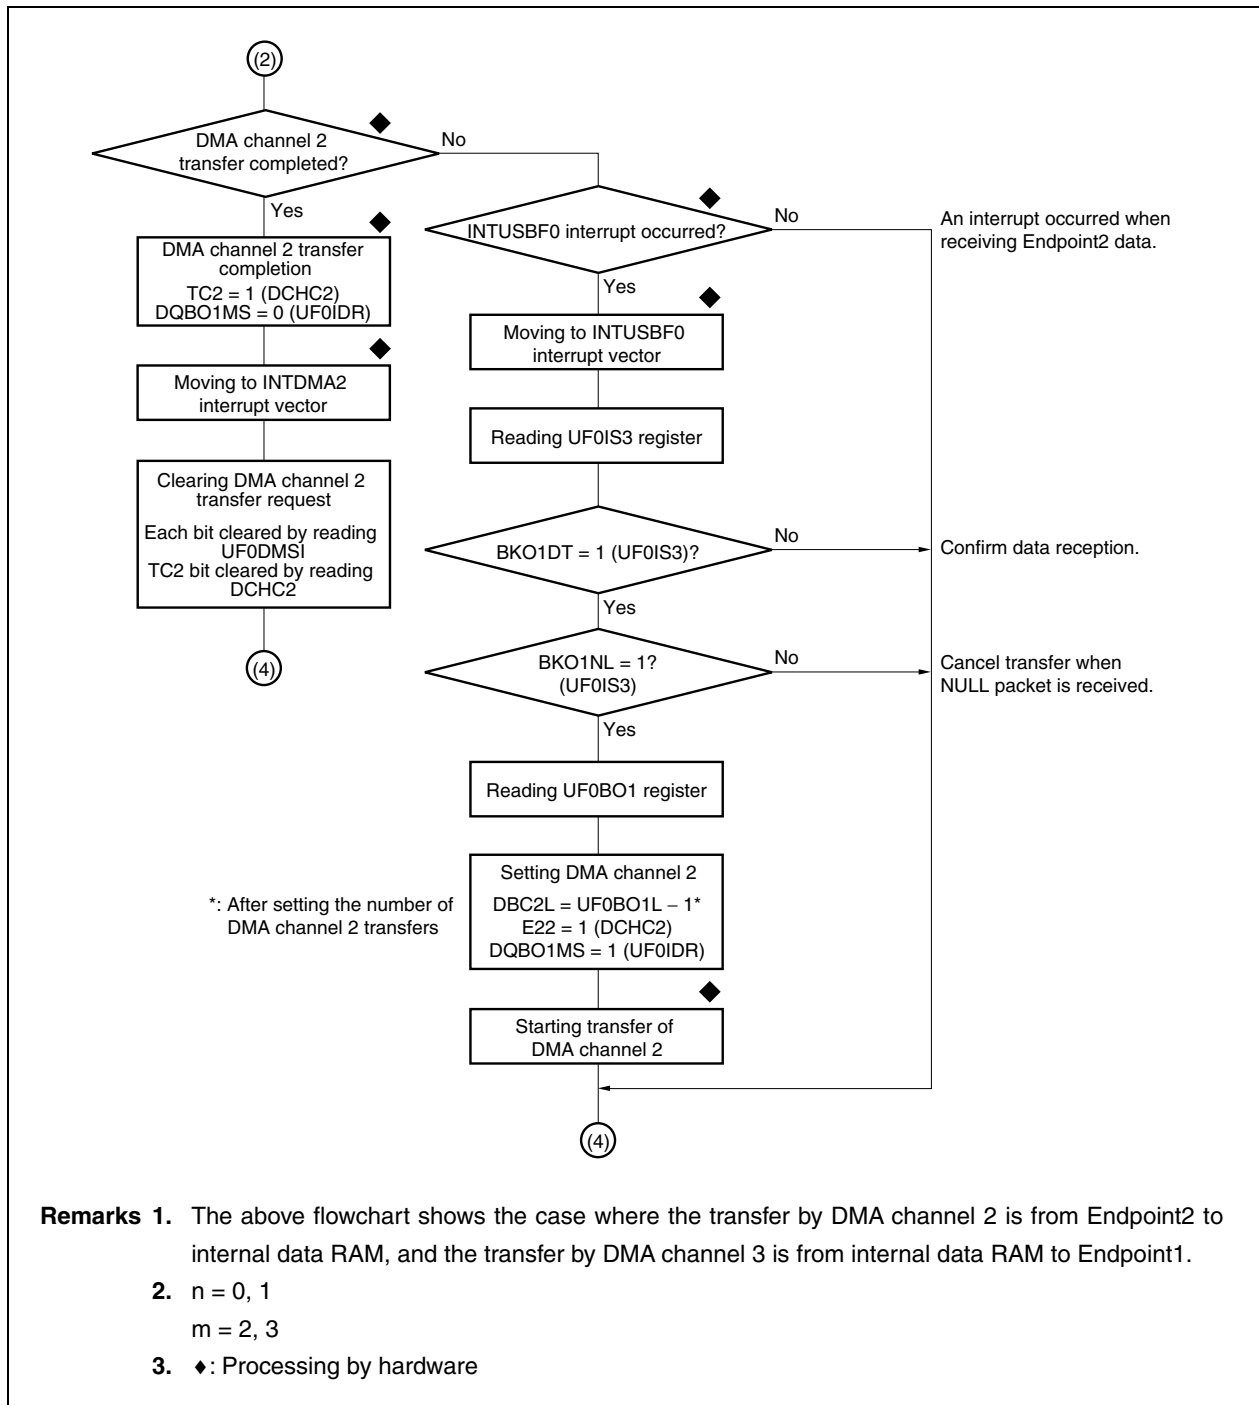 (2)
DMA channel 2
transfer completed?
No
Yes
DMA channel 2 transfer
completion
TC2 = 1 (DCHC2)
DQBO1MS = 0 (UF0IDR)
Moving to INTDMA2
interrupt vector
Clearing DMA channel 2
transfer request
Each bit cleared by reading
UF0DMSI
TC2 bit cleared by reading
DCHC2
(4)
INTUSBF0 interrupt occurred?
No
Yes
An interrupt occurred when
receiving Endpoint2 data.
Moving to INTUSBF0
interrupt vector
Reading UF0IS3 register
BKO1DT = 1 (UF0IS3)?
No
Yes
Confirm data reception.
BKO1NL = 1?
(UF0IS3)
No
Yes
Cancel transfer when
NULL packet is received.
Reading UF0BO1 register
*: After setting the number of
DMA channel 2 transfers
Setting DMA channel 2
DBC2L = UF0BO1L − 1*
E22 = 1 (DCHC2)
DQBO1MS = 1 (UF0IDR)
Starting transfer of
DMA channel 2
(4)
Remarks 1. The above flowchart shows the case where the transfer by DMA channel 2 is from Endpoint2 to
internal data RAM, and the transfer by DMA channel 3 is from internal data RAM to Endpoint1.
2. n = 0, 1
m = 2, 3
3. ♦: Processing by hardware